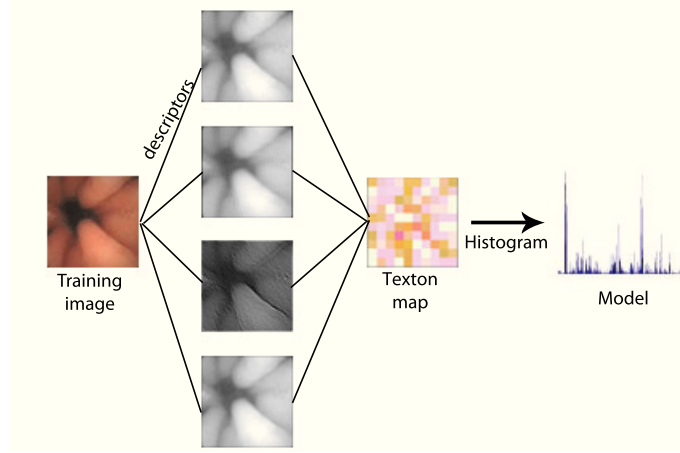 descriptors
Training
image
Texton
map
Histogram
Model